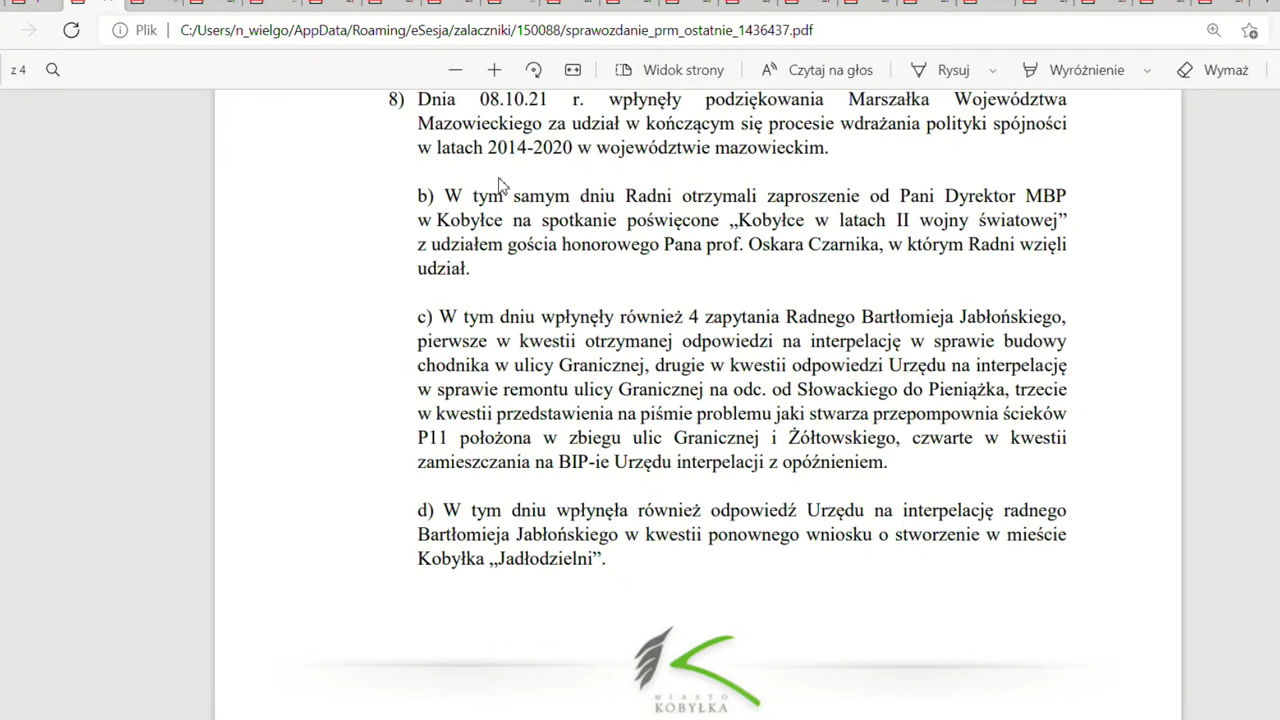 Plik C:/Users/n_wielgo/AppData/Roaming/eSesja/zalaczniki/150088/sprawozdanie_prm_ostatnie_1436437.pdf
z 4 Widok strony Czytaj na głos Rysuj Wyróżnienie Wymaż
8) Dnia 08.10.21 r. wpłynęły podziękowania Marszałka Województwa
Mazowieckiego za udział w kończącym się procesie wdrażania polityki spójności
w latach 2014-2020 w województwie mazowieckim.
b) W tym samym dniu Radni otrzymali zaproszenie od Pani Dyrektor MBP
w Kobyłce na spotkanie poświęcone „Kobyłce w latach II wojny światowej”
z udziałem gościa honorowego Pana prof. Oskara Czarnika, w którym Radni wzięli
udział.
c) W tym dniu wpłynęły również 4 zapytania Radnego Bartłomieja Jabłońskiego,
pierwsze w kwestii otrzymanej odpowiedzi na interpelację w sprawie budowy
chodnika w ulicy Granicznej, drugie w kwestii odpowiedzi Urzędu na interpelację
w sprawie remontu ulicy Granicznej na odc. od Słowackiego do Pieniążka, trzecie
w kwestii przedstawienia na piśmie problemu jaki stwarza przepompownia ścieków
P11 położona w zbiegu ulic Granicznej i Żółtowskiego, czwarte w kwestii
zamieszczania na BIP-ie Urzędu interpelacji z opóźnieniem.
d) W tym dniu wpłynęła również odpowiedź Urzędu na interpelację radnego
Bartłomieja Jabłońskiego w kwestii ponownego wniosku o stworzenie w mieście
Kobyłka „Jadłodzielni”.
MIASTO
KOBYŁKA